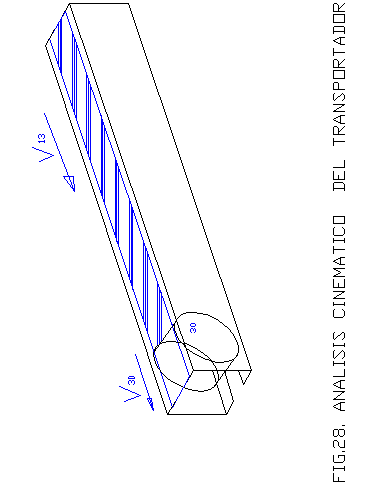 V13
30
V30
FIG.28. ANALISIS CINEMATICO DEL TRANSPORTADOR